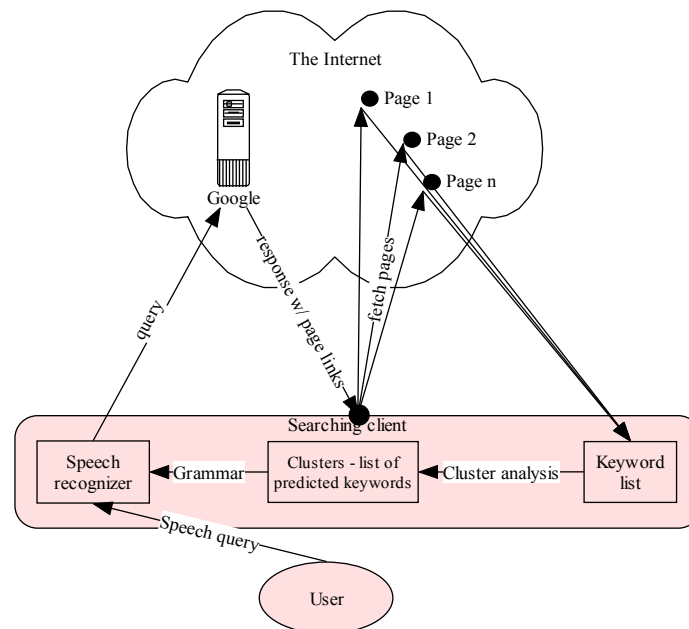 The Internet
Page 1
Page 2
Page n
Google
response w/ page links
fetch pages
query
Searching client
Speech
recognizer
Grammar
Clusters - list of
predicted keywords
Cluster analysis
Keyword
list
Speech query
User